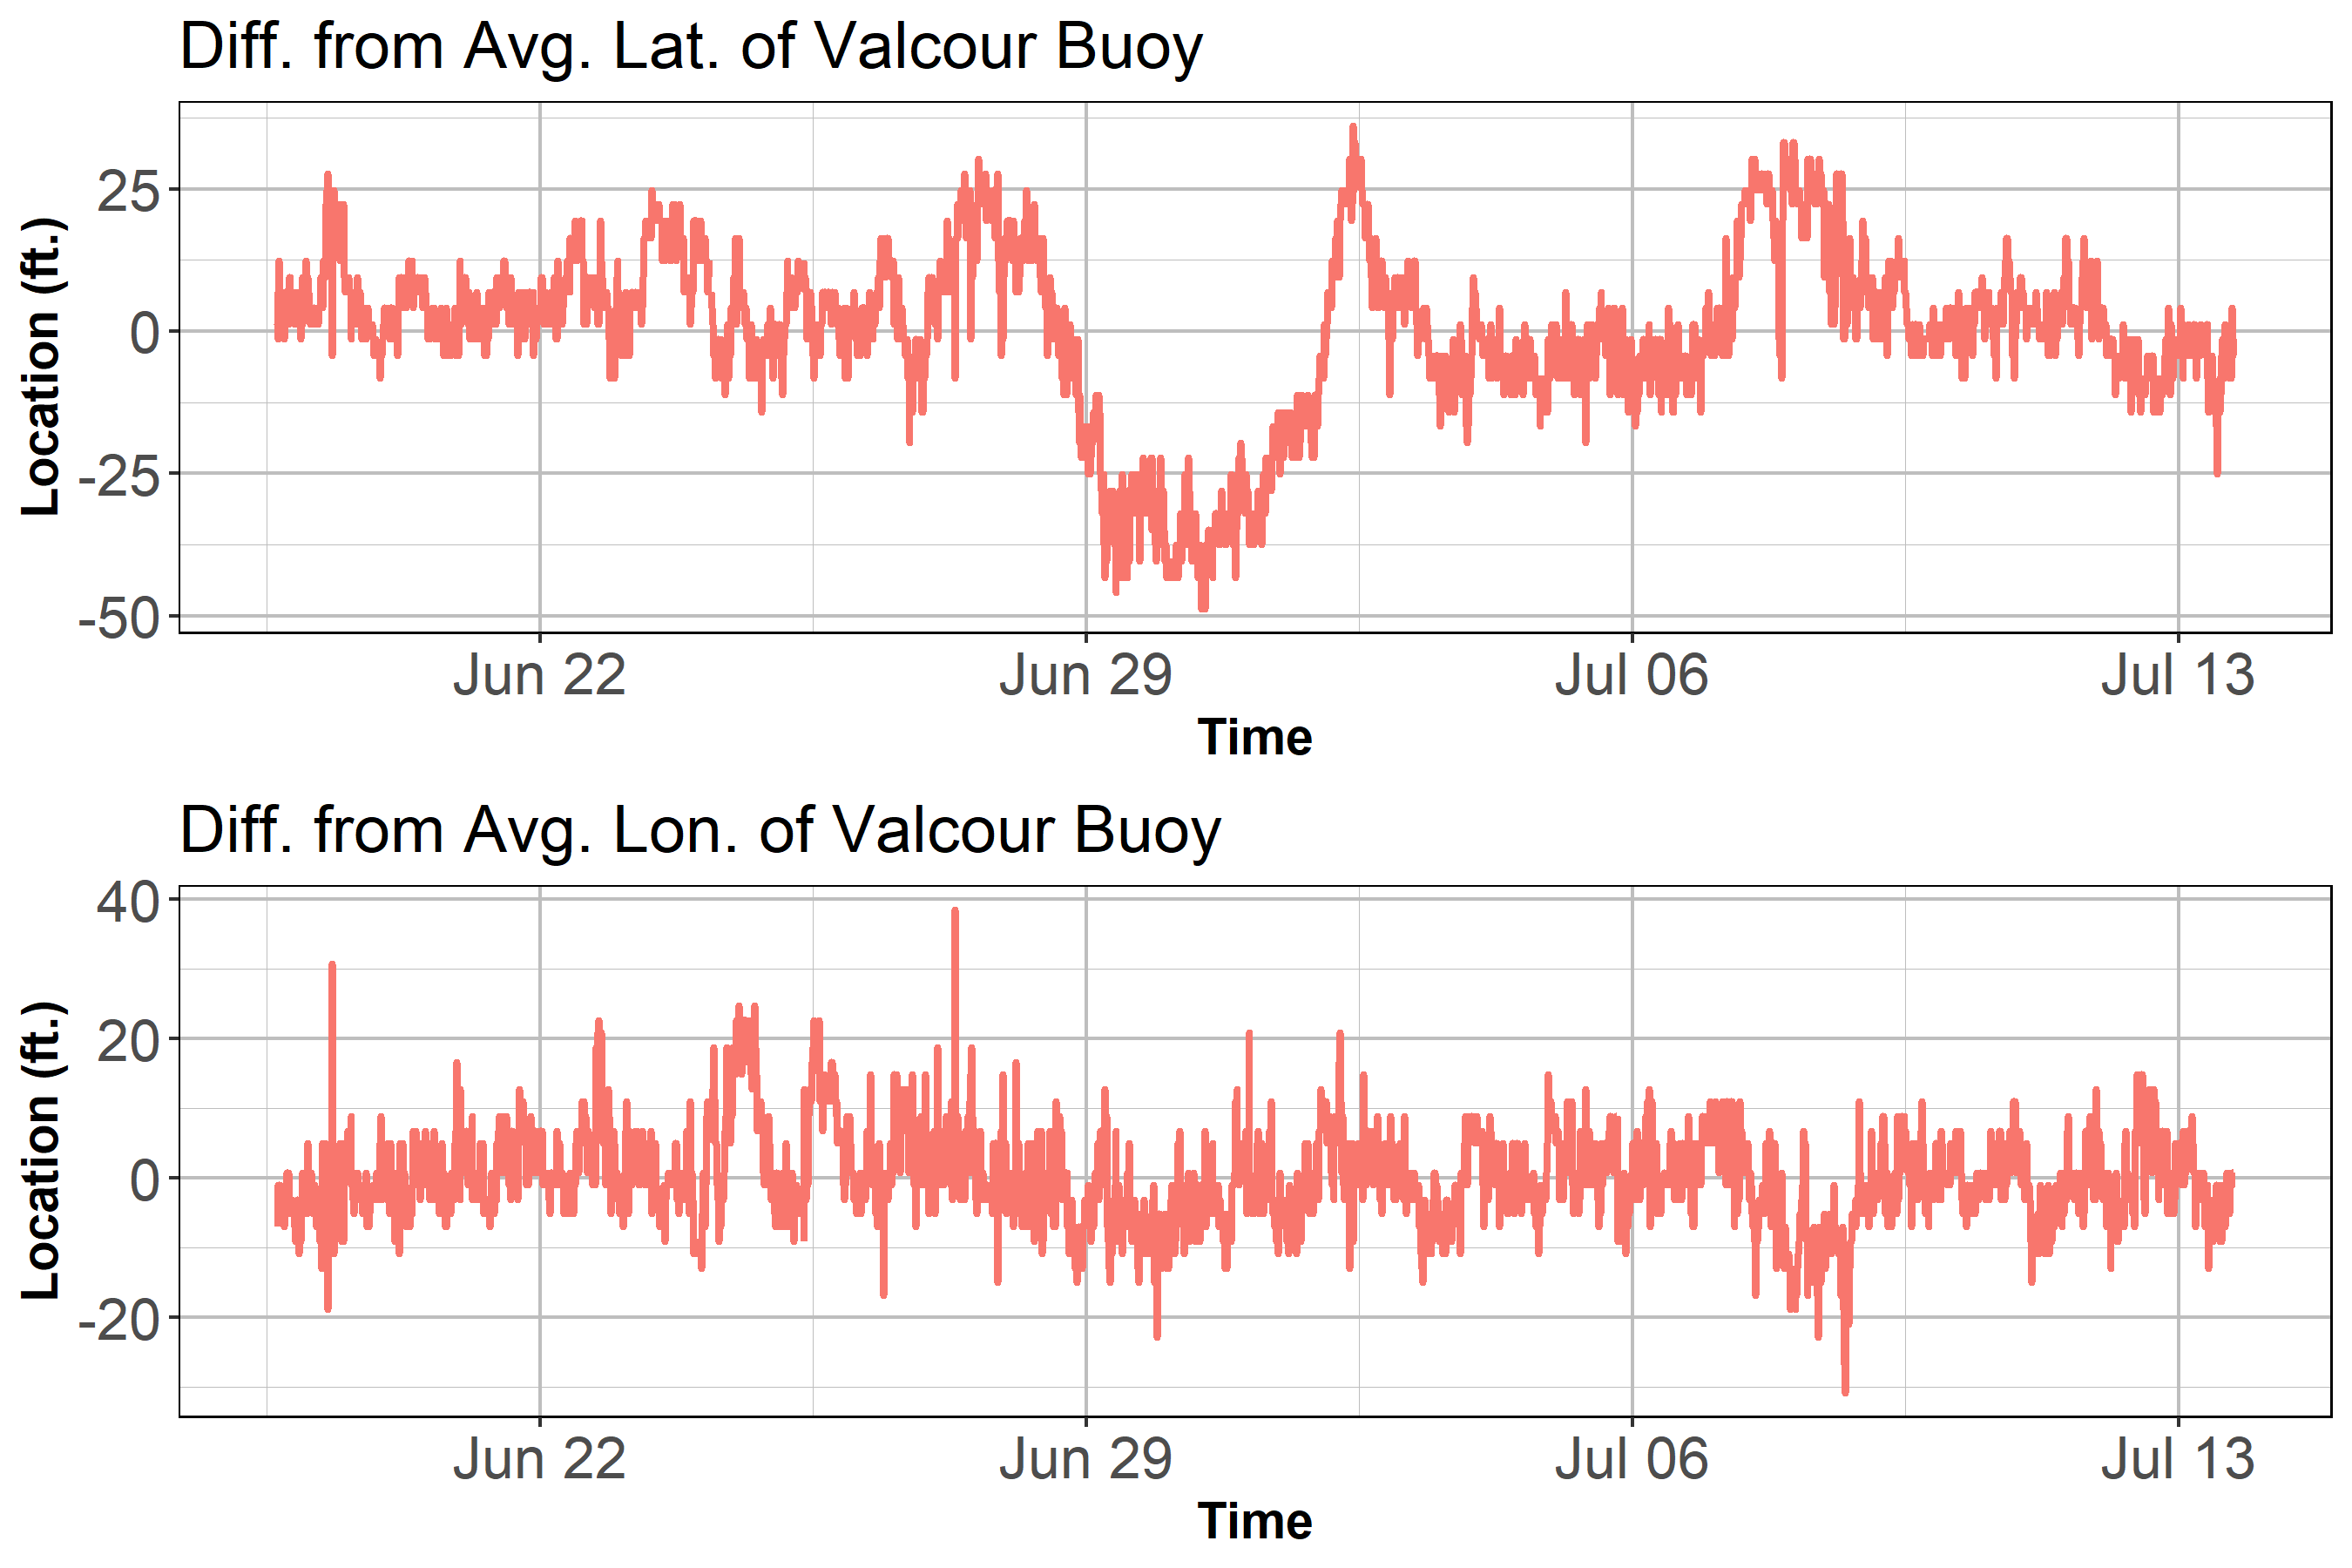 Diff. from Avg. Lat. of Valcour Buoy
Location (ft.)
25
0
-25
-50
Jun 22 Jun 29 Jul 06 Jul 13
Time
Diff. from Avg. Lon. of Valcour Buoy
Location (ft.)
40
20
0
-20
Jun 22 Jun 29 Jul 06 Jul 13
Time